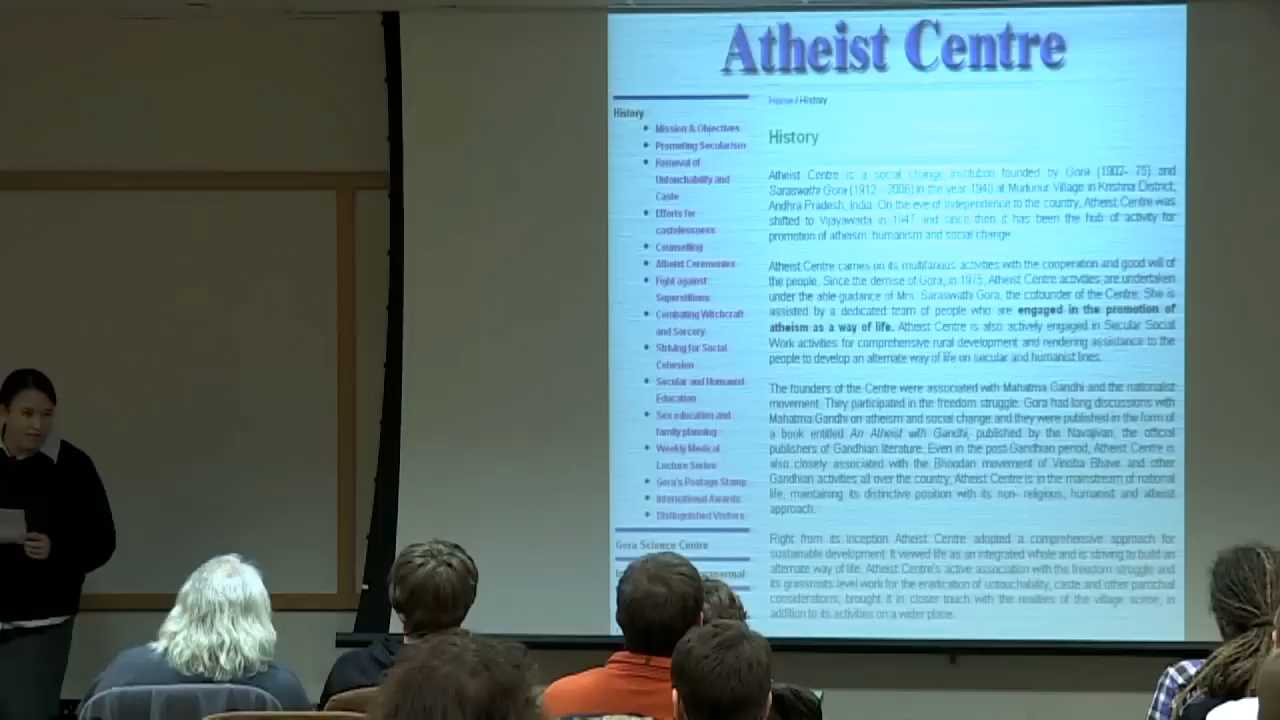 Atheist Centre
History
Mission & Objectives
Promoting Secularism
Removal of
Untouchability and
Caste
Efforts for
castelessness
Counselling
Atheist Ceremonies
Fight against
Superstitions
Combating Witchcraft
and Sorcery
Striving for Social
Cohesion
Secular and Humanist
Education
Sex education and
family planning
Weekly Medical
Lecture Series
Gora's Postage Stamp
International Awards
Distinguished Visitors
Gora Science Centre
Home / History
History
Atheist Centre is a social change institution founded by Gora (1902- 75) and
Saraswathi Gora (1912 - 2006) in the year 1940 at Mudunur Village in Krishna District,
Andhra Pradesh, India. On the eve of Independence to the country, Atheist Centre was
shifted to Vijayawada in 1947 and since then it has been the hub of activity for
promotion of atheism, humanism and social change.
Atheist Centre carries on its multifarious activities with the cooperation and good will of
the people. Since the demise of Gora, in 1975, Atheist Centre activities are undertaken
under the able guidance of Mrs. Saraswathi Gora, the cofounder of the Centre. She is
assisted by a dedicated team of people who are engaged in the promotion of
atheism as a way of life. Atheist Centre is also actively engaged in Secular Social
Work activities for comprehensive rural development and rendering assistance to the
people to develop an alternate way of life on secular and humanist lines.
The founders of the Centre were associated with Mahatma Gandhi and the nationalist
movement. They participated in the freedom struggle. Gora had long discussions with
Mahatma Gandhi on atheism and social change and they were published in the form of
a book entitled An Atheist with Gandhi, published by the Navajivan, the official
publishers of Gandhian literature. Even in the post-Gandhian period, Atheist Centre is
also closely associated with the Bhoodan movement of Vinoba Bhave and other
Gandhian activities all over the country. Atheist Centre is in the mainstream of national
life, maintaining its distinctive position with its non- religious, humanist and atheist
approach.
Right from its inception Atheist Centre adopted a comprehensive approach for
sustainable development. It viewed life as an integrated whole and is striving to build an
alternate way of life. Atheist Centre's active association with the freedom struggle and
its grassroots level work for the eradication of untouchability, caste and other parochial
considerations, brought it in closer touch with the realities of the village scene, in
addition to its activities on a wider plane.